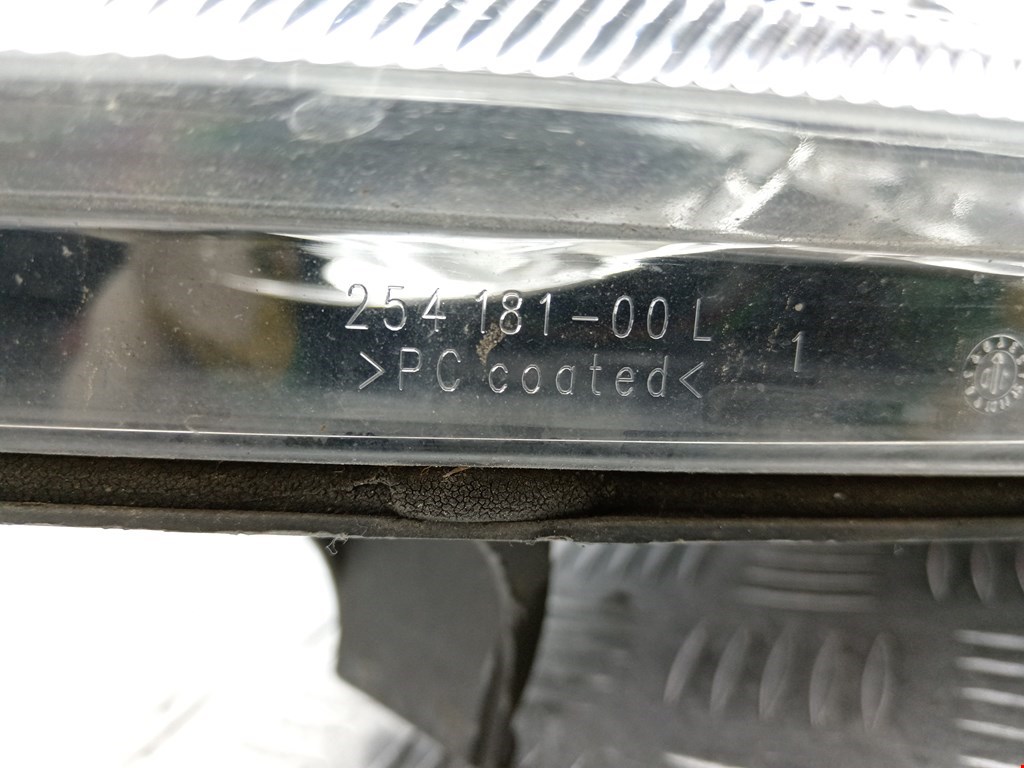 254 181-00 L
>PC coated<
1